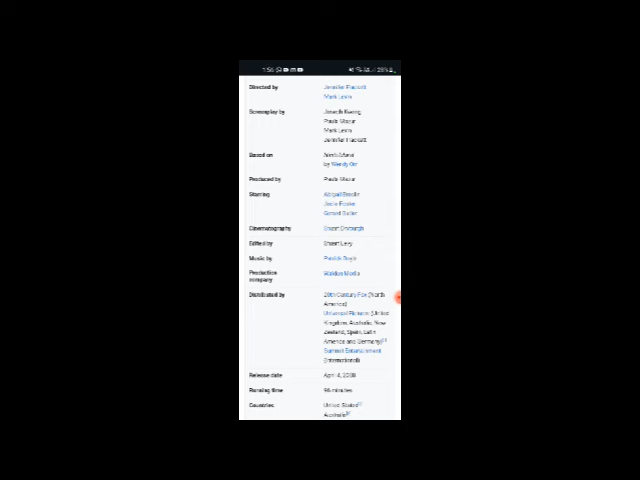 1:56
Directed by Jennifer Flackett
Mark Levin
Screenplay by Joseph Kwong
Paula Mazur
Mark Levin
Jennifer Flackett
Based on Nim's Island
by Wendy Orr
Produced by Paula Mazur
Starring Abigail Breslin
Jodie Foster
Gerard Butler
Cinematography Stuart Dryburgh
Edited by Stuart Levy
Music by Patrick Doyle
Production Walden Media
company
Distributed by 20th Century Fox (North
America)
Universal Pictures (United
Kingdom, Australia, New
Zealand, Spain, Latin
America and Germany)
Summit Entertainment
(International)
Release date April 4, 2008
Running time 96 minutes
Countries United States
Australia